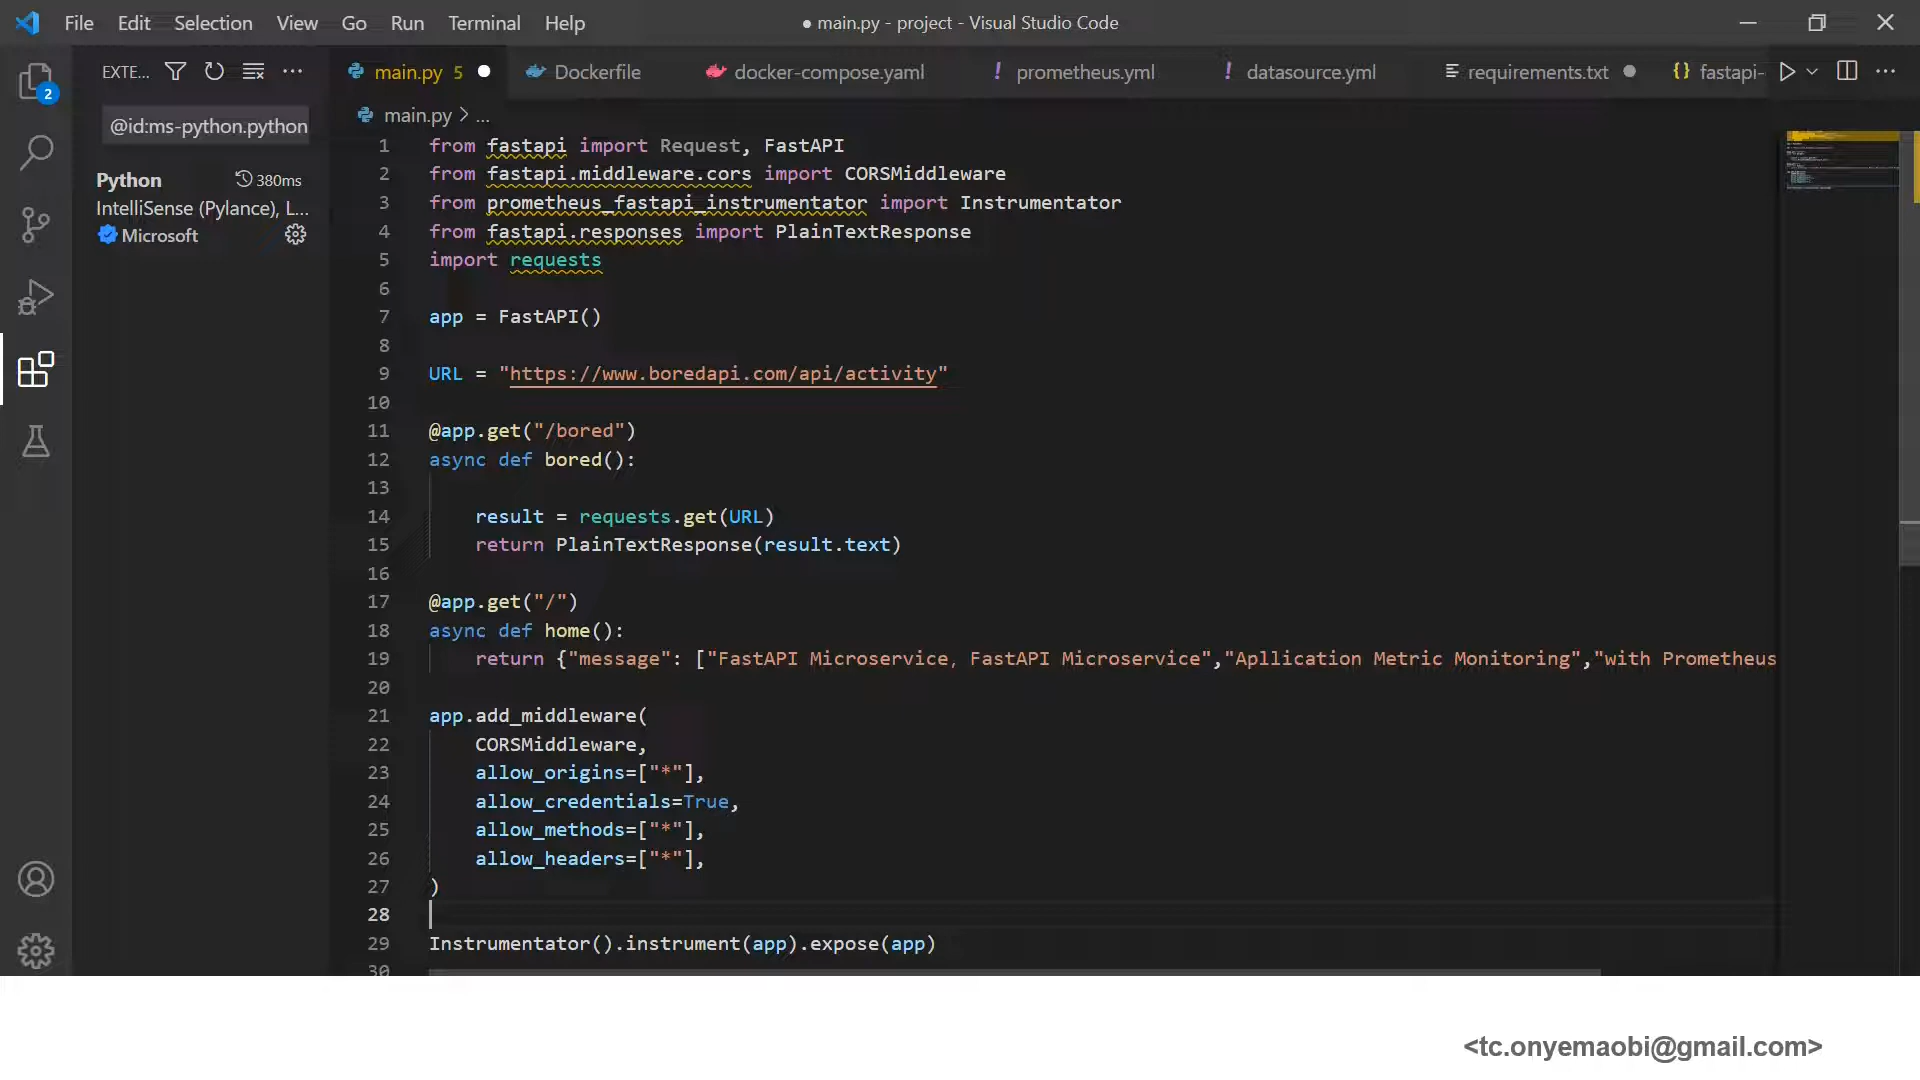 File Edit Selection View Go Run Terminal Help
● main.py - project - Visual Studio Code
EXTE...
main.py 5
Dockerfile
docker-compose.yaml
! prometheus.yml
! datasource.yml
requirements.txt
{} fastapi-
2
@id:ms-python.python
Python 380ms
IntelliSense (Pylance), L...
Microsoft
main.py > ...
1 from fastapi import Request, FastAPI
2 from fastapi.middleware.cors import CORSMiddleware
3 from prometheus_fastapi_instrumentator import Instrumentator
4 from fastapi.responses import PlainTextResponse
5 import requests
6
7 app = FastAPI()
8
9 URL = "https://www.boredapi.com/api/activity"
10
11 @app.get("/bored")
12 async def bored():
13
14 result = requests.get(URL)
15 return PlainTextResponse(result.text)
16
17 @app.get("/")
18 async def home():
19 return {"message": ["FastAPI Microservice, FastAPI Microservice","Apllication Metric Monitoring","with Prometheus
20
21 app.add_middleware(
22 CORSMiddleware,
23 allow_origins=["*"],
24 allow_credentials=True,
25 allow_methods=["*"],
26 allow_headers=["*"],
27 )
28
29 Instrumentator().instrument(app).expose(app)
30
<tc.onyemaobi@gmail.com>